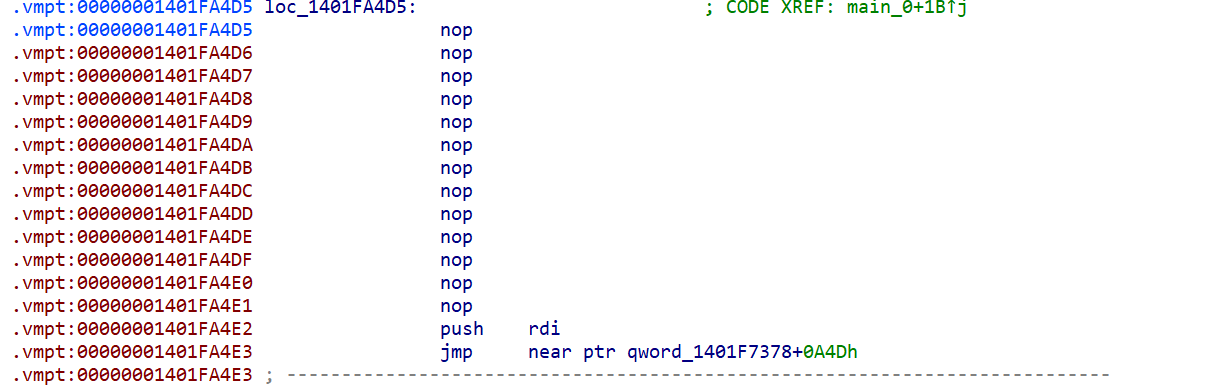 .vmpt:00000001401FA4D5 loc_1401FA4D5: ; CODE XREF: main_0+1B↑j
.vmpt:00000001401FA4D5 nop
.vmpt:00000001401FA4D6 nop
.vmpt:00000001401FA4D7 nop
.vmpt:00000001401FA4D8 nop
.vmpt:00000001401FA4D9 nop
.vmpt:00000001401FA4DA nop
.vmpt:00000001401FA4DB nop
.vmpt:00000001401FA4DC nop
.vmpt:00000001401FA4DD nop
.vmpt:00000001401FA4DE nop
.vmpt:00000001401FA4DF nop
.vmpt:00000001401FA4E0 nop
.vmpt:00000001401FA4E1 nop
.vmpt:00000001401FA4E2 push rdi
.vmpt:00000001401FA4E3 jmp near ptr qword_1401F7378+0A4Dh
.vmpt:00000001401FA4E3 ; ---------------------------------------------------------------------------